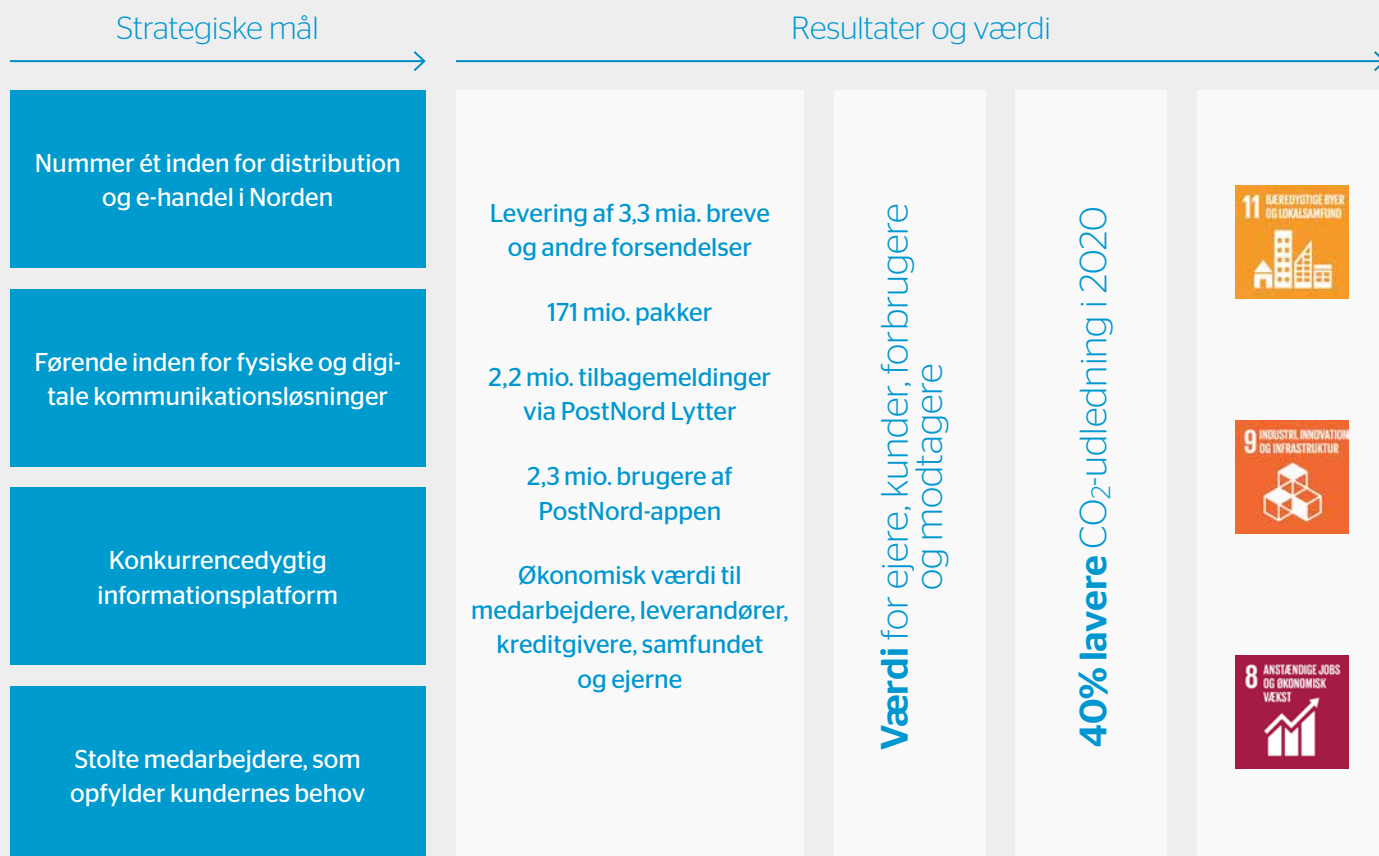 Strategiske mål
Resultater og værdi
Nummer ét inden for distribution
og e-handel i Norden
Førende inden for fysiske og digi-
tale kommunikationsløsninger
Konkurrencedygtig
informationsplatform
Stolte medarbejdere, som
opfylder kundernes behov
Levering af 3,3 mia. breve
og andre forsendelser
171 mio. pakker
2,2 mio. tilbagemeldinger
via PostNord Lytter
2,3 mio. brugere af
PostNord-appen
Økonomisk værdi til
medarbejdere, leverandører,
kreditgivere, samfundet
og ejerne
Værdi for ejere, kunder, forbrugere
og modtagere
40% lavere CO₂-udledning i 2020
11 BÆREDYGTIGE BYER
OG LOKALSAMFUND
9 INDUSTRI, INNOVATION
OG INFRASTRUKTUR
8 ANSTÆNDIGE JOBS
OG ØKONOMISK
VÆKST